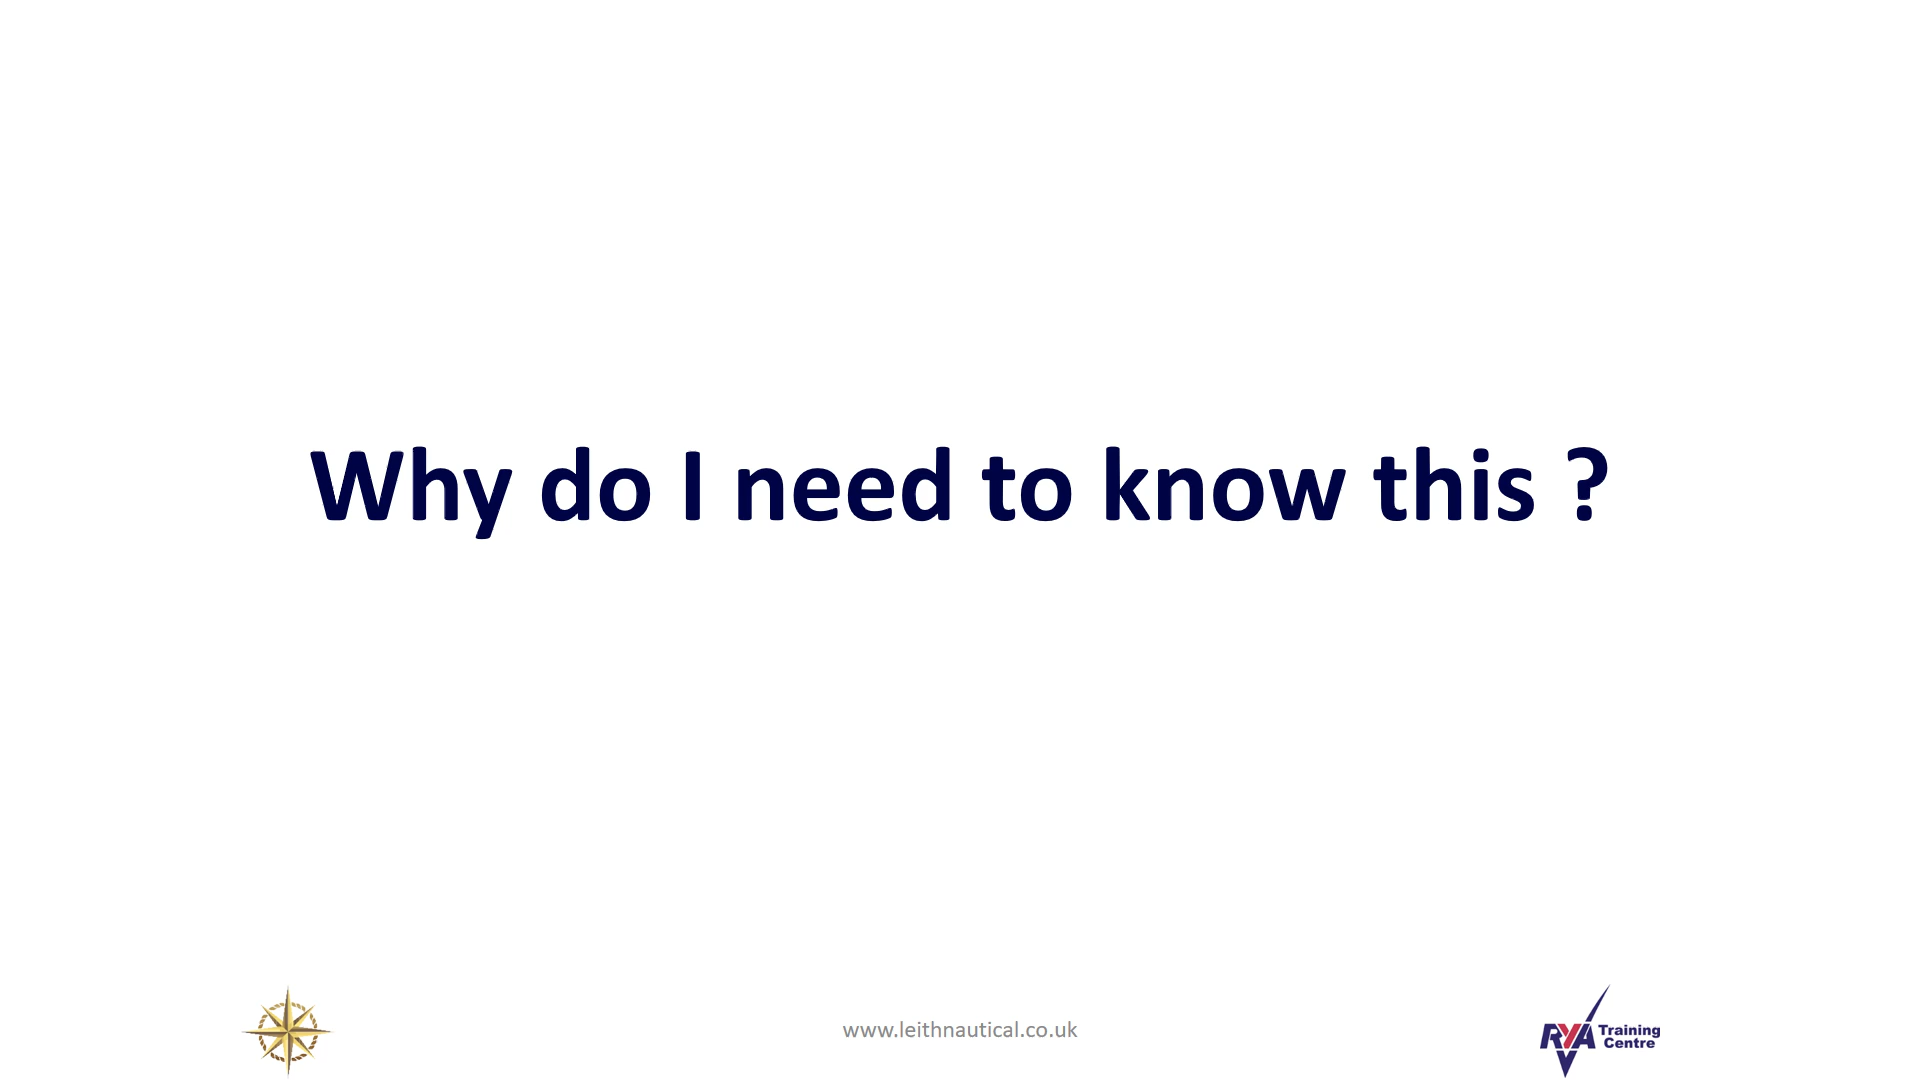 Why do I need to know this ?
www.leithnautical.co.uk
RYA Training
Centre